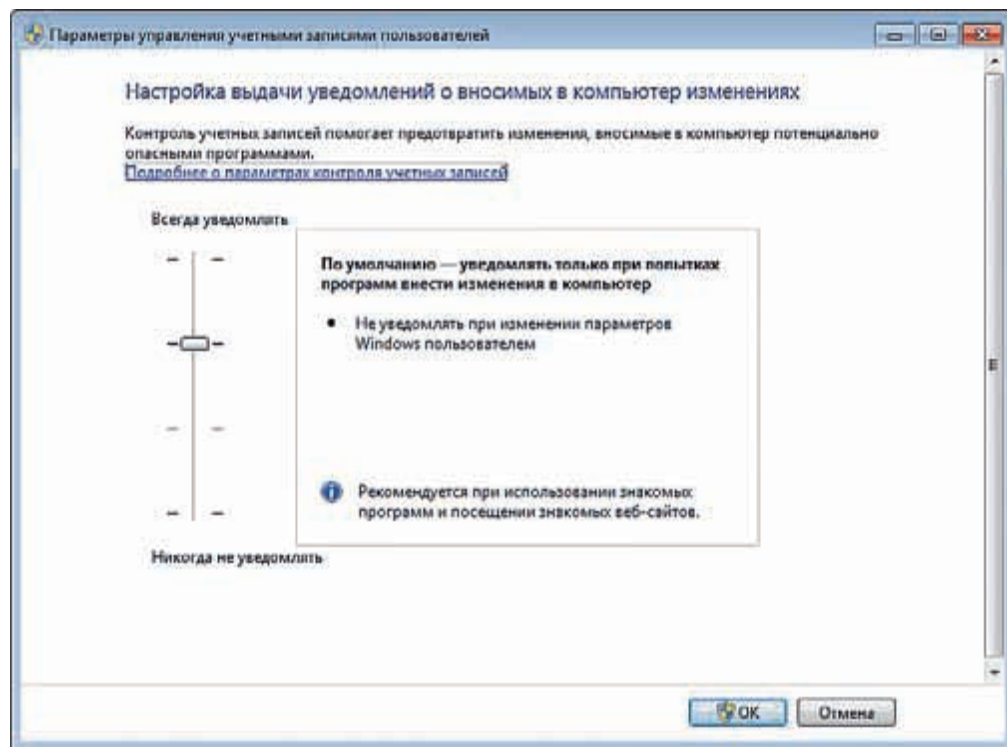 Параметры управления учетными записями пользователей
Настройка выдачи уведомлений о вносимых в компьютер изменениях
Контроль учетных записей помогает предотвратить изменения, вносимые в компьютер потенциально
опасными программами.
Подробнее о параметрах контроля учетных записей
Всегда уведомлять
По умолчанию — уведомлять только при попытках
программ внести изменения в компьютер
• Не уведомлять при изменении параметров
Windows пользователем
Рекомендуется при использовании знакомых
программ и посещении знакомых веб-сайтов.
Никогда не уведомлять
OK
Отмена